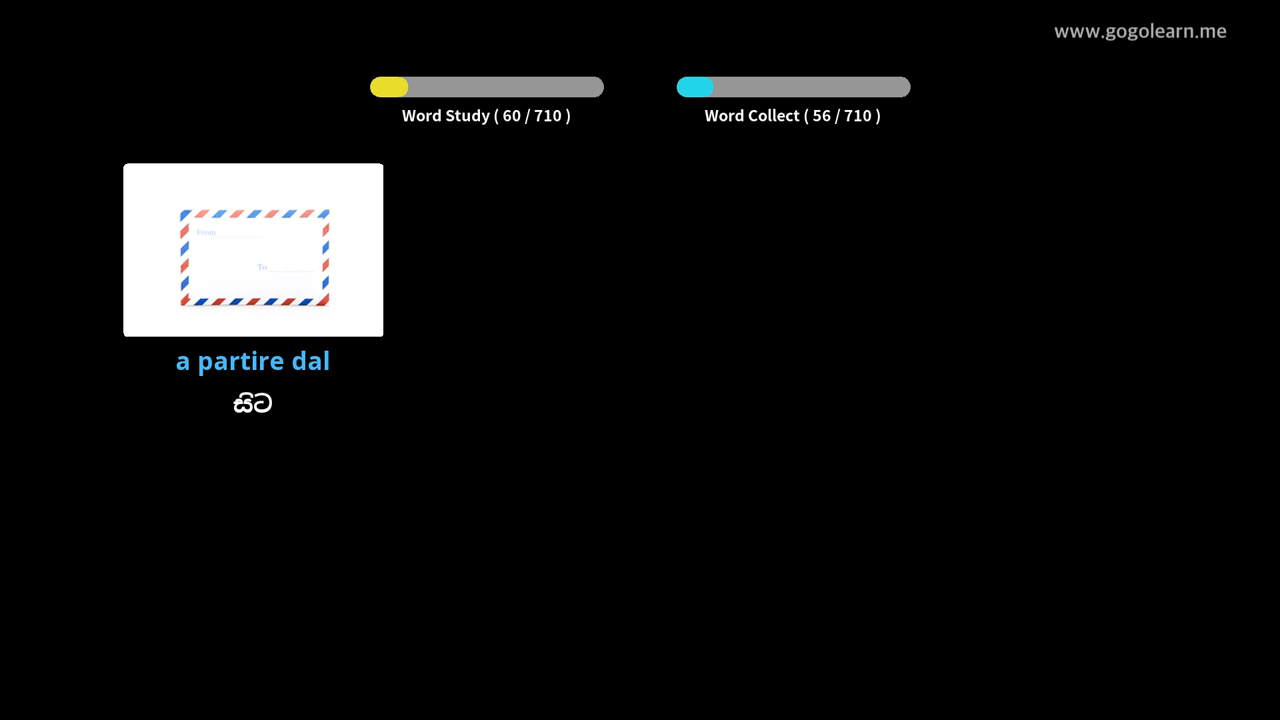 www.gogolearn.me
Word Study ( 60 / 710 )
Word Collect ( 56 / 710 )
From
To
a partire dal
සිට